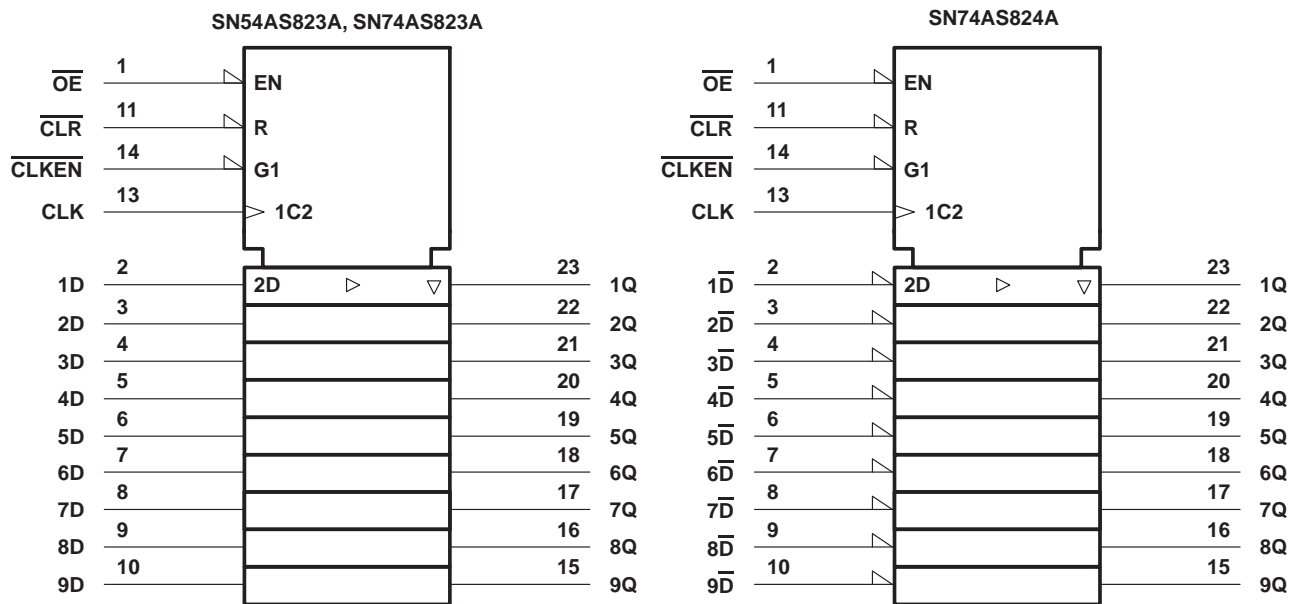 SN54AS823A, SN74AS823A
OE 1 EN
CLR 11 R
CLKEN 14 G1
CLK 13 1C2
1D 2 2D 23 1Q
2D 3 22 2Q
3D 4 21 3Q
4D 5 20 4Q
5D 6 19 5Q
6D 7 18 6Q
7D 8 17 7Q
8D 9 16 8Q
9D 10 15 9Q
SN74AS824A
OE 1 EN
CLR 11 R
CLKEN 14 G1
CLK 13 1C2
1D 2 2D 23 1Q
2D 3 22 2Q
3D 4 21 3Q
4D 5 20 4Q
5D 6 19 5Q
6D 7 18 6Q
7D 8 17 7Q
8D 9 16 8Q
9D 10 15 9Q